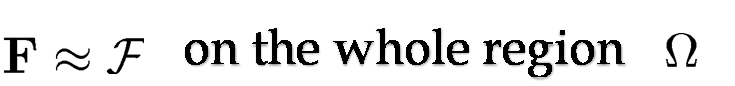 𝐅 ≈ ℱ on the whole region Ω